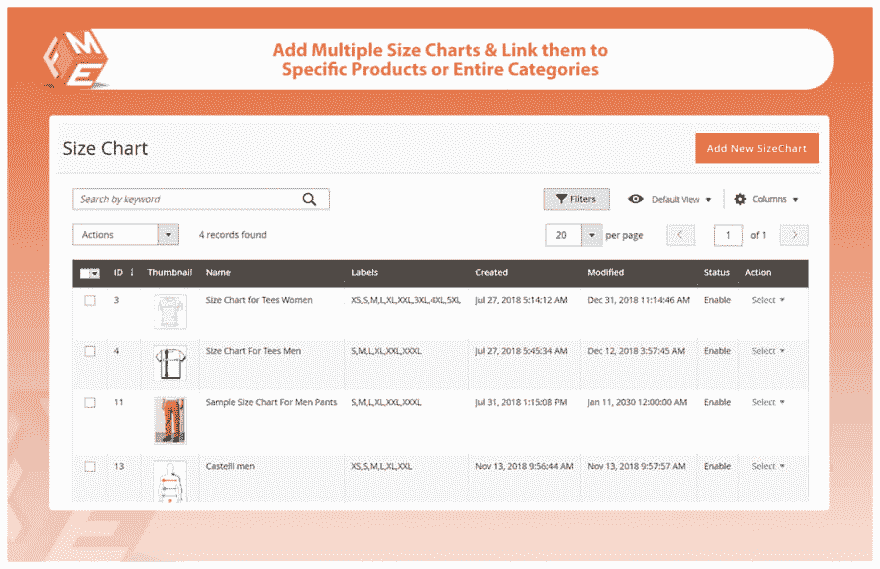 FME
Add Multiple Size Charts & Link them to
Specific Products or Entire Categories
Size Chart
Add New SizeChart
Search by keyword
Filters
Default View
Columns
Actions
4 records found
20
per page
1
of 1
ID Thumbnail Name Labels Created Modified Status Action
3 Size Chart for Tees Women XS,S,M,L,XL,XXL,3XL,4XL,5XL Jul 27, 2018 5:14:12 AM Dec 31, 2018 11:14:46 AM Enable Select
4 Size Chart For Tees Men S,M,L,XL,XXL,XXXL Jul 27, 2018 5:45:34 AM Dec 12, 2018 3:57:45 AM Enable Select
11 Sample Size Chart For Men Pants S,M,L,XL,XXL,XXXL Jul 31, 2018 1:15:08 PM Jan 11, 2030 12:00:00 AM Enable Select
13 Castelli men XS,S,M,L,XL,XXL Nov 13, 2018 9:56:44 AM Nov 13, 2018 9:57:57 AM Enable Select